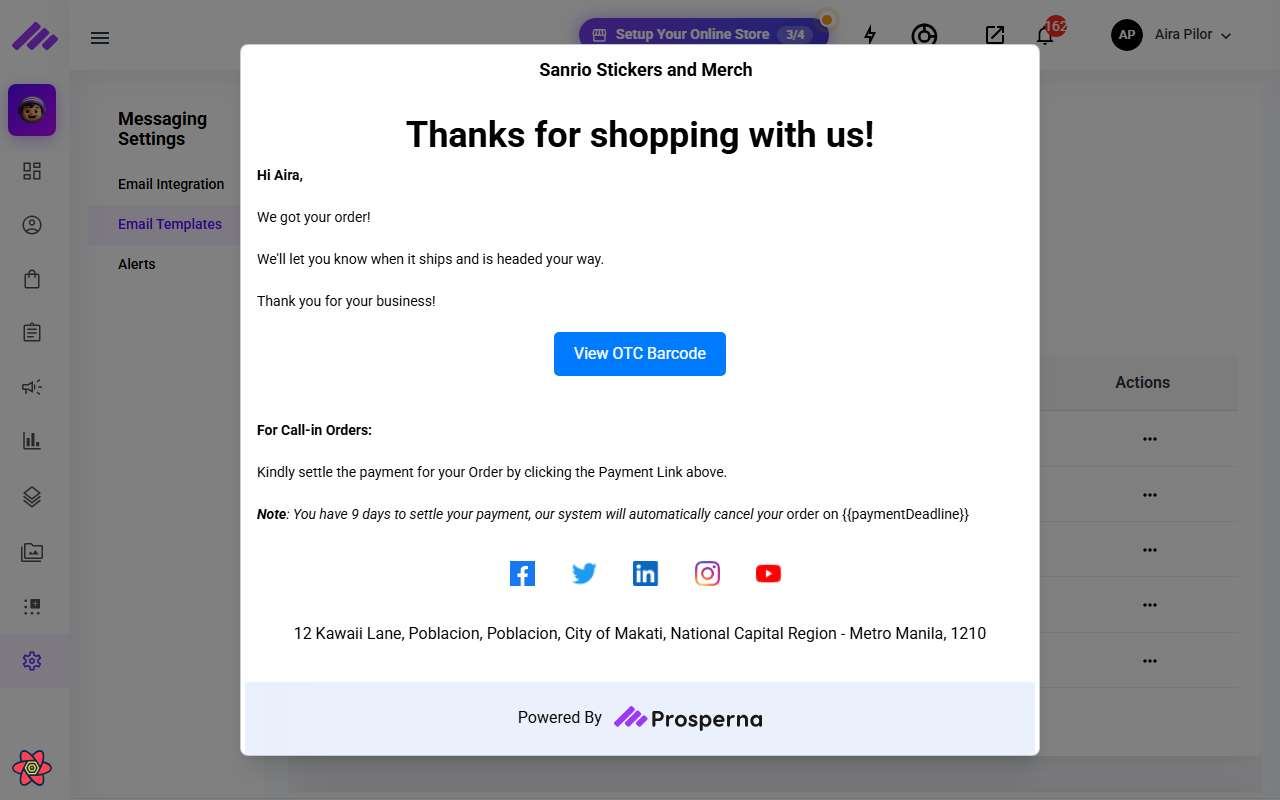 Setup Your Online Store 3/4
162
AP Aira Pilor
Messaging
Settings
Email Integration
Email Templates
Alerts
Sanrio Stickers and Merch
Thanks for shopping with us!
Hi Aira,
We got your order!
We'll let you know when it ships and is headed your way.
Thank you for your business!
View OTC Barcode
For Call-in Orders:
Kindly settle the payment for your Order by clicking the Payment Link above.
Note: You have 9 days to settle your payment, our system will automatically cancel your order on {{paymentDeadline}}
12 Kawaii Lane, Poblacion, Poblacion, City of Makati, National Capital Region - Metro Manila, 1210
Powered By Prosperna
Actions